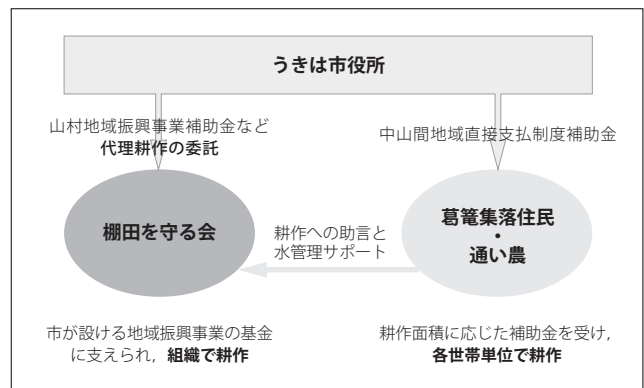 うきは市役所
山村地域振興事業補助金など
代理耕作の委託
中山間地域直接支払制度補助金
棚田を守る会
耕作への助言と
水管理サポート
葛篭集落住民
・
通い農
市が設ける地域振興事業の基金
に支えられ，組織で耕作
耕作面積に応じた補助金を受け，
各世帯単位で耕作